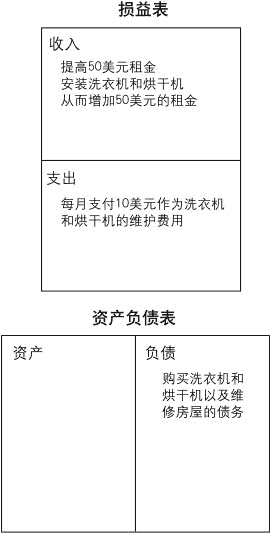 损益表
收入
提高50美元租金
安装洗衣机和烘干机
从而增加50美元的租金
支出
每月支付10美元作为洗衣机
和烘干机的维护费用
资产负债表
资产
负债
购买洗衣机和
烘干机以及维
修房屋的债务